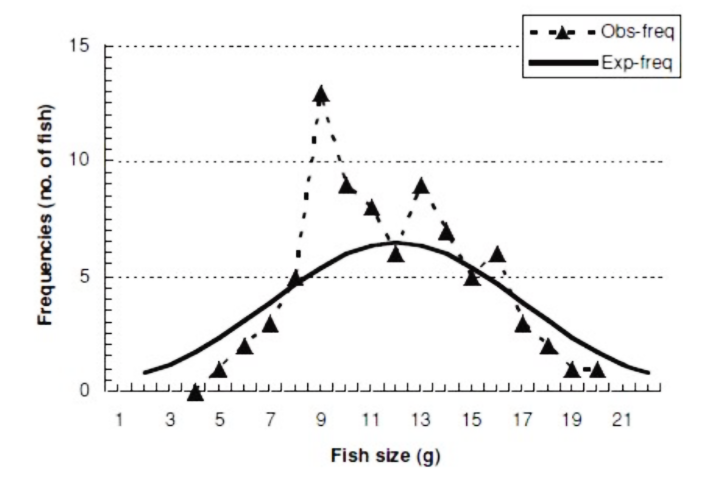 Obs-freq
Exp-freq
15
10
5
0
Frequencies (no. of fish)
1 3 5 7 9 11 13 15 17 19 21
Fish size (g)